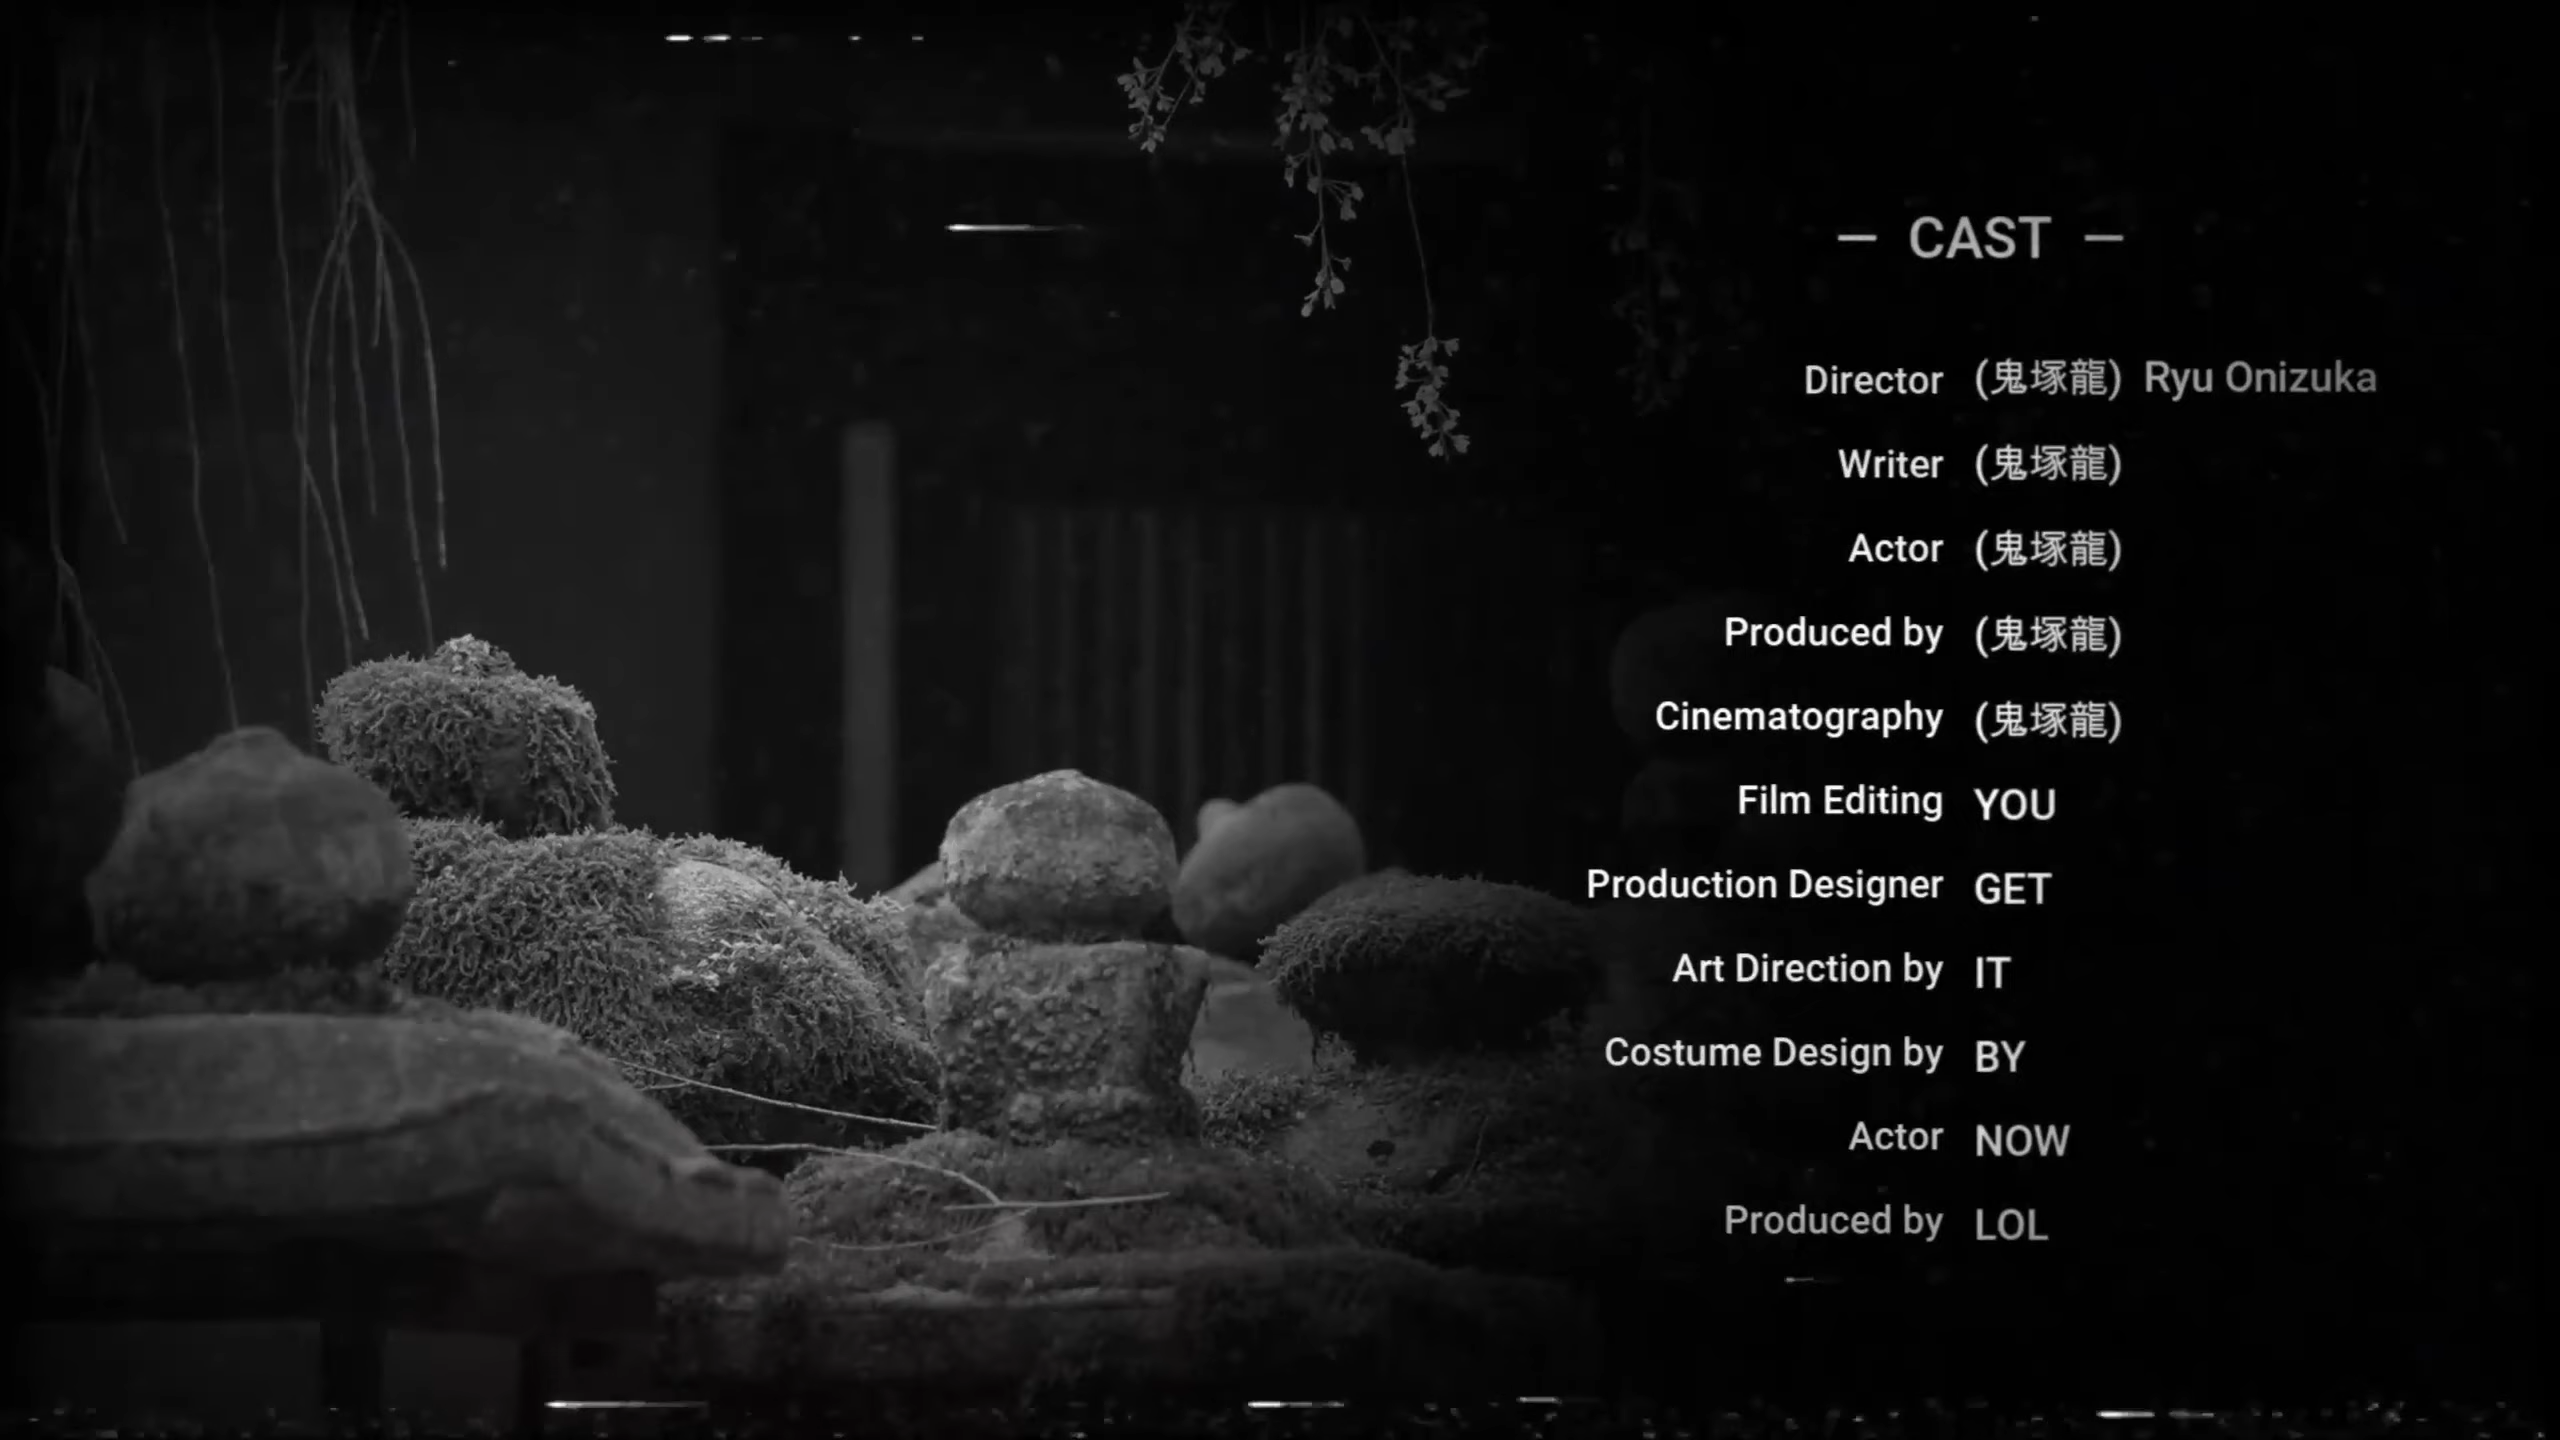 — CAST —
Director (鬼塚龍) Ryu Onizuka
Writer (鬼塚龍)
Actor (鬼塚龍)
Produced by (鬼塚龍)
Cinematography (鬼塚龍)
Film Editing YOU
Production Designer GET
Art Direction by IT
Costume Design by BY
Actor NOW
Produced by LOL